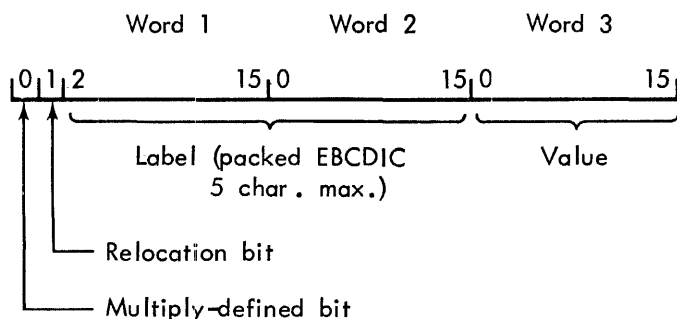 Word 1 Word 2 Word 3
0 1 2 15 0 15 0 15
Label (packed EBCDIC Value
5 char. max.)
Relocation bit
Multiply-defined bit